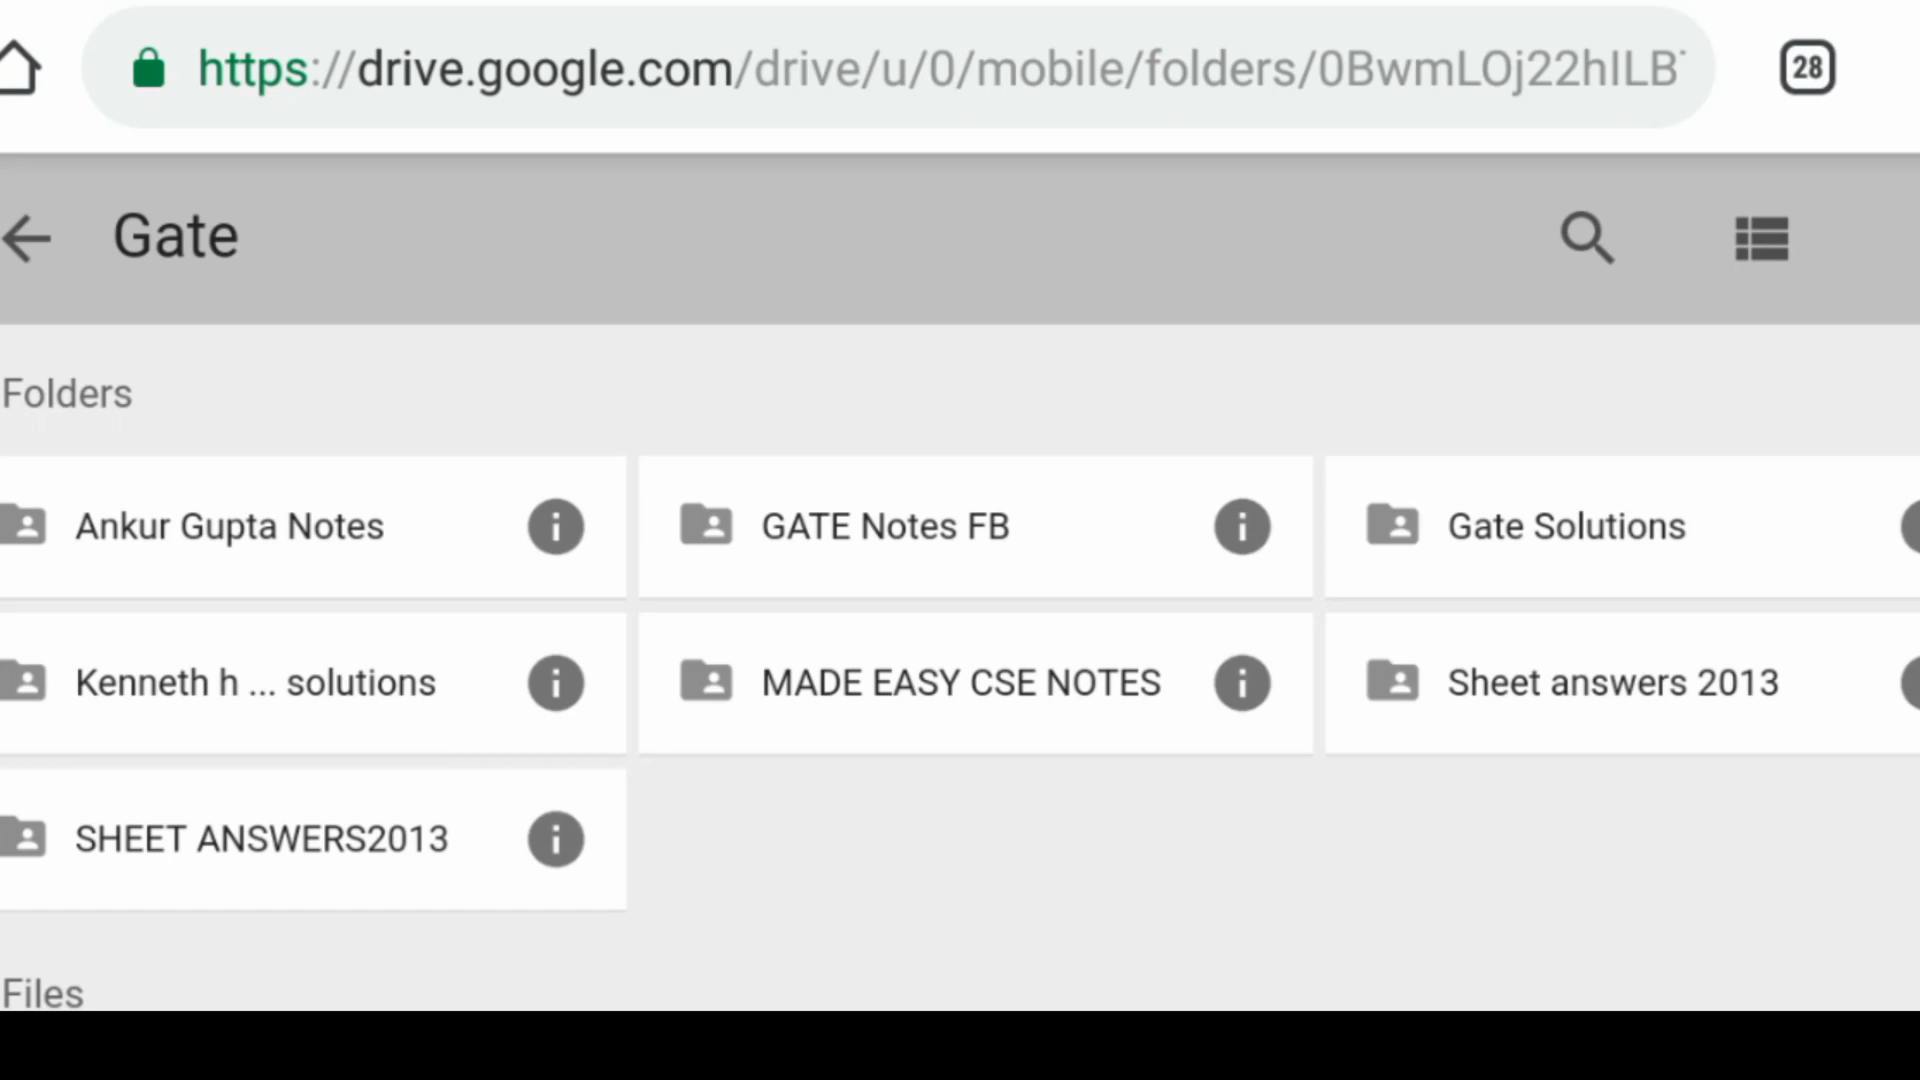 https://drive.google.com/drive/u/0/mobile/folders/0BwmLOj22hILB
28
Gate
Folders
Ankur Gupta Notes
GATE Notes FB
Gate Solutions
Kenneth h ... solutions
MADE EASY CSE NOTES
Sheet answers 2013
SHEET ANSWERS2013
Files